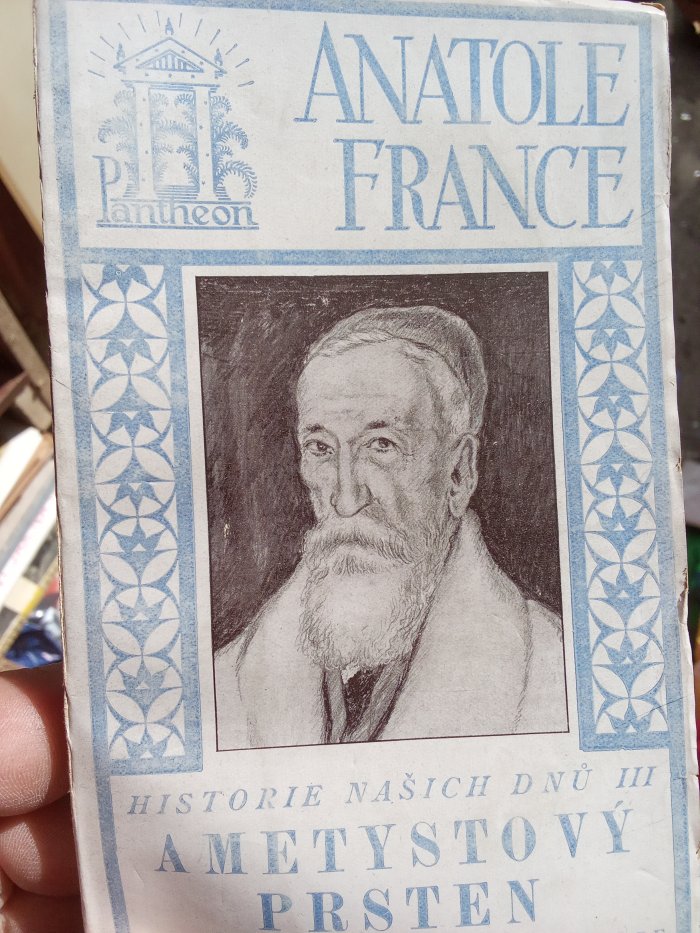 Pantheon
ANATOLE
FRANCE
HISTORIE NAŠICH DNŮ III
AMETYSTOVÝ
PRSTEN